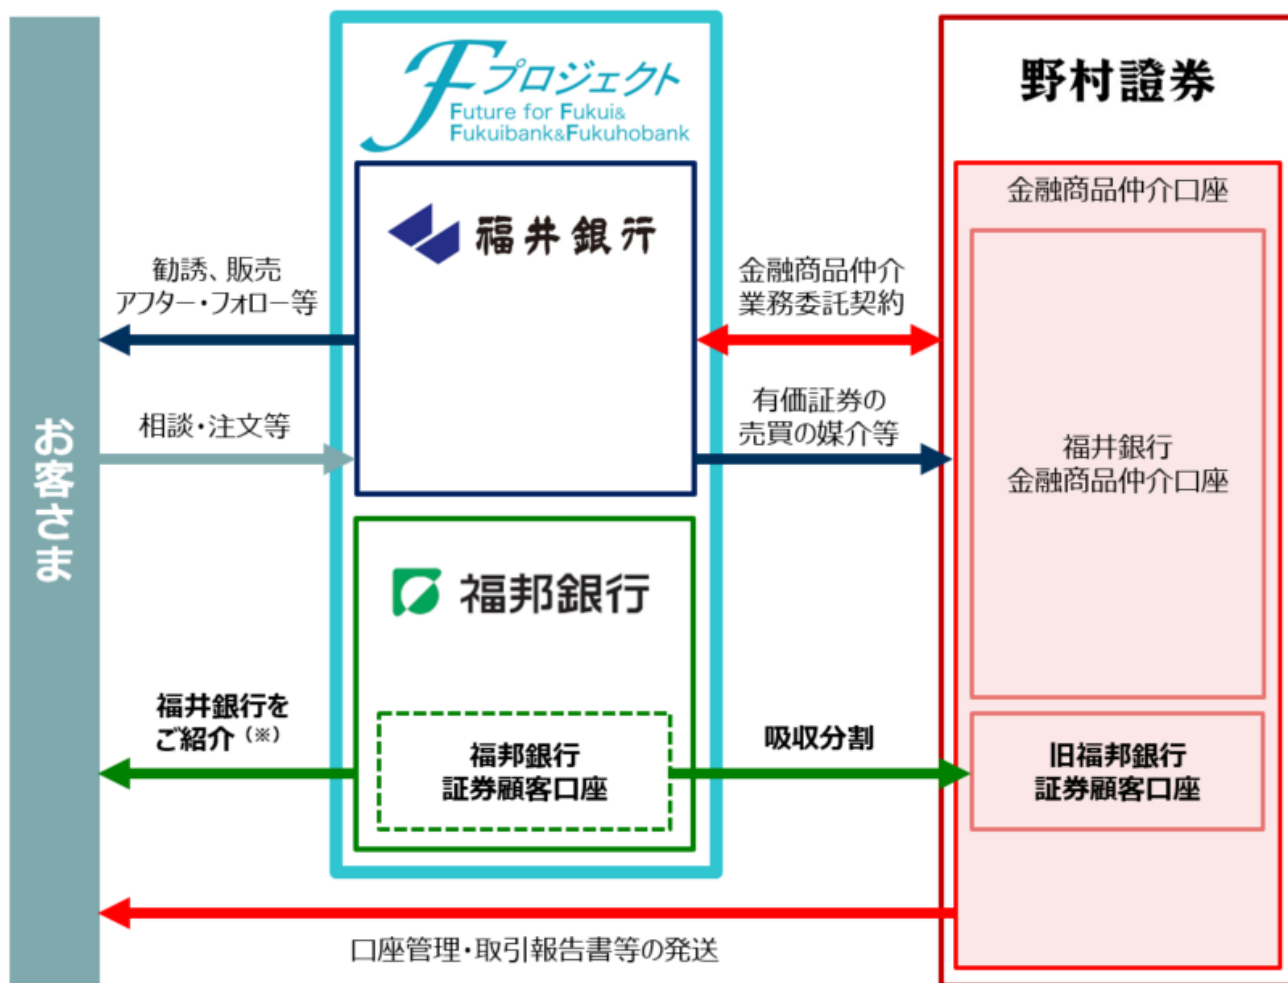 プロジェクト
Future for Fukui&
Fukuibank&Fukuhobank
野村證券
金融商品仲介口座
福井銀行
勧誘、販売
アフター・フォロー等
金融商品仲介
業務委託契約
お客さま
相談・注文等
有価証券の
売買の媒介等
福井銀行
金融商品仲介口座
福邦銀行
福井銀行を
ご紹介(※)
福邦銀行
証券顧客口座
吸収分割
旧福邦銀行
証券顧客口座
口座管理・取引報告書等の発送